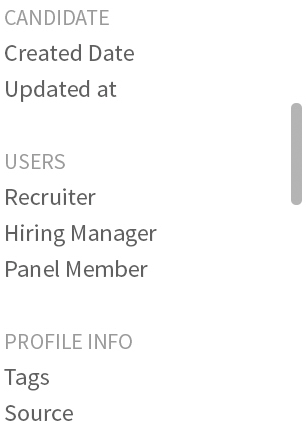 CANDIDATE
Created Date
Updated at
USERS
Recruiter
Hiring Manager
Panel Member
PROFILE INFO
Tags
Source